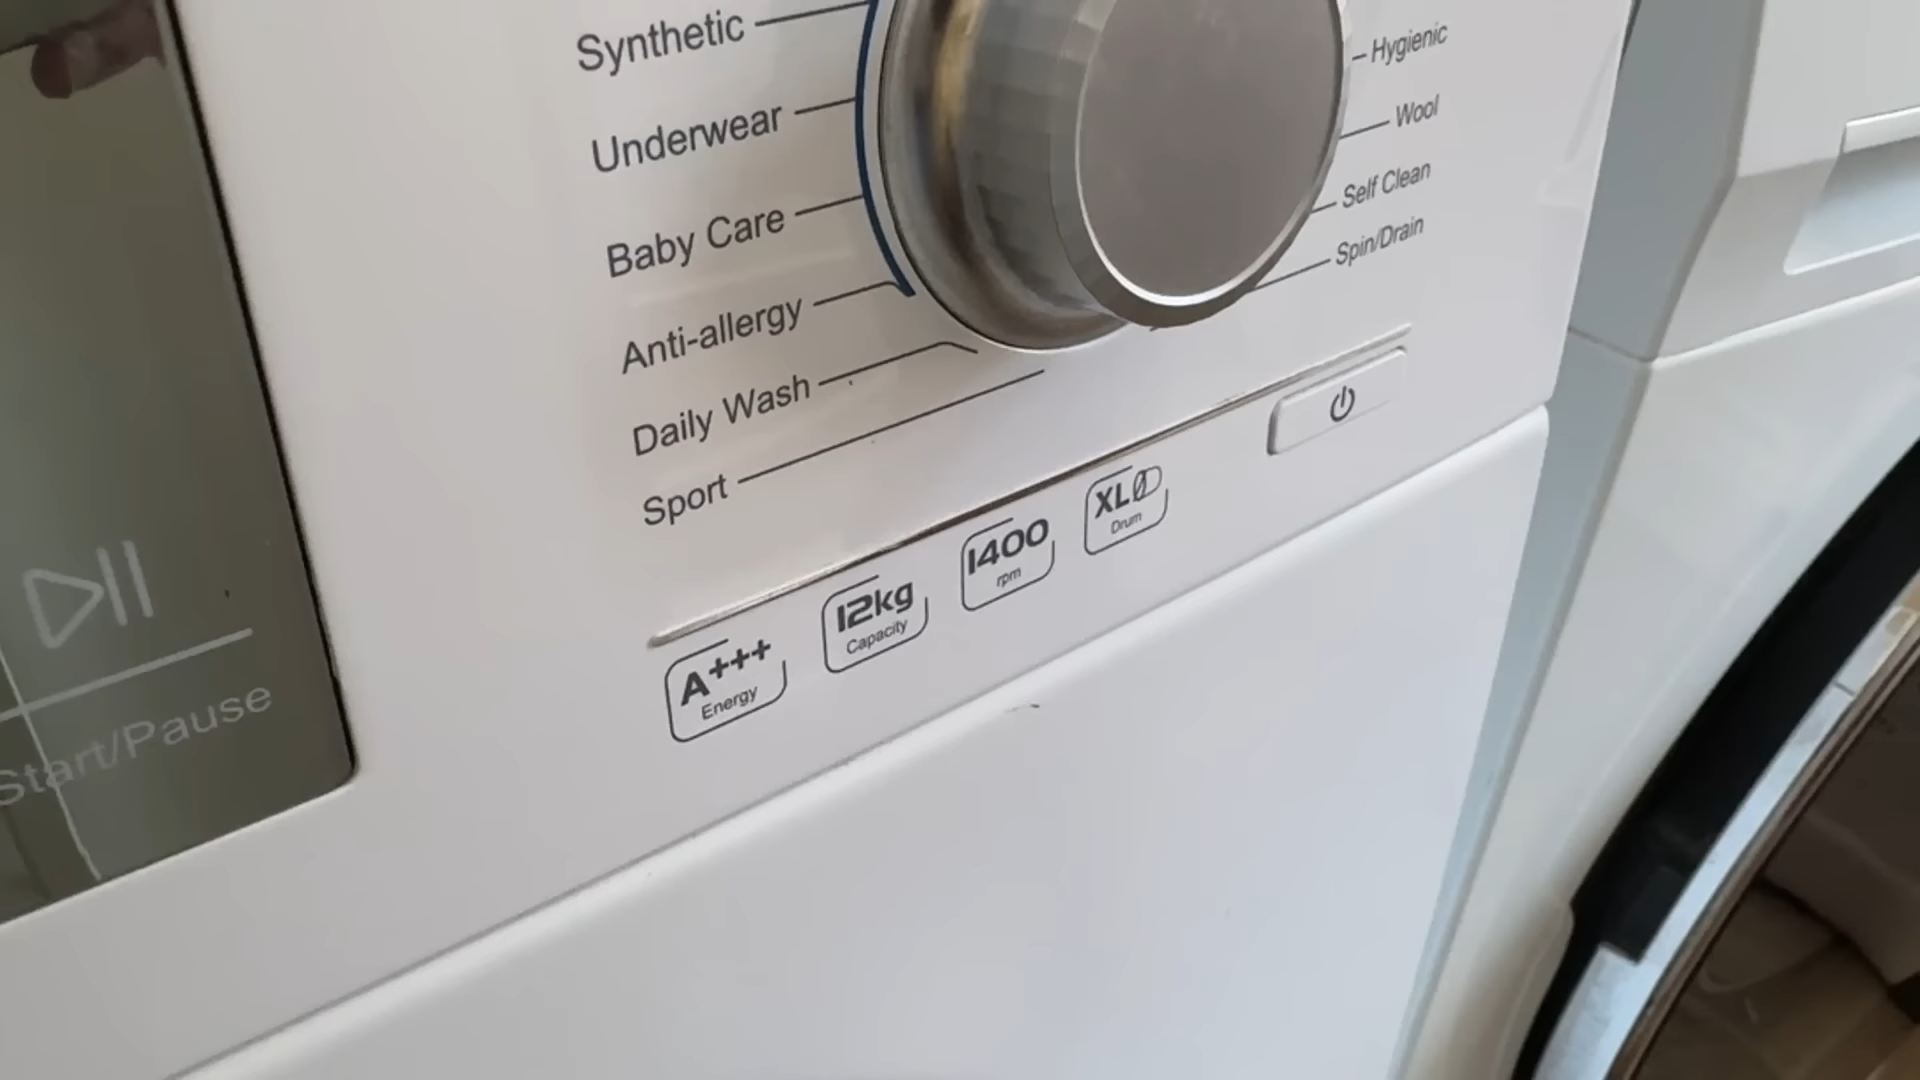 Synthetic
Underwear
Baby Care
Anti-allergy
Daily Wash
Sport
Hygienic
Wool
Self Clean
Spin/Drain
A+++
Energy
12kg
Capacity
1400
rpm
XL
Drum
Start/Pause